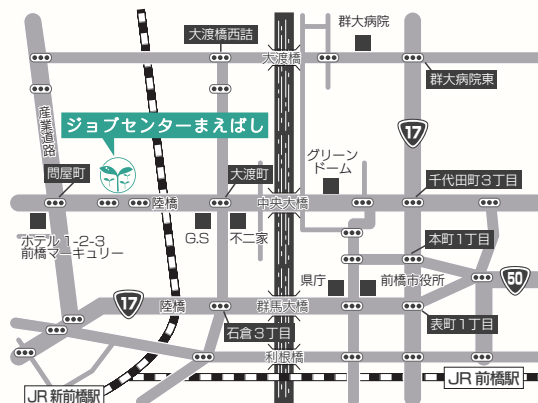 群大病院
大渡橋西詰
大渡橋
群大病院東
産業道路
17
ジョブセンターまえばし
グリーン
ドーム
問屋町
大渡町
千代田町3丁目
陸橋
中央大橋
ホテル1-2-3
前橋マーキュリー
G.S
不二家
本町1丁目
県庁
前橋市役所
50
17
陸橋
群馬大橋
石倉3丁目
表町1丁目
利根橋
JR 新前橋駅
JR 前橋駅